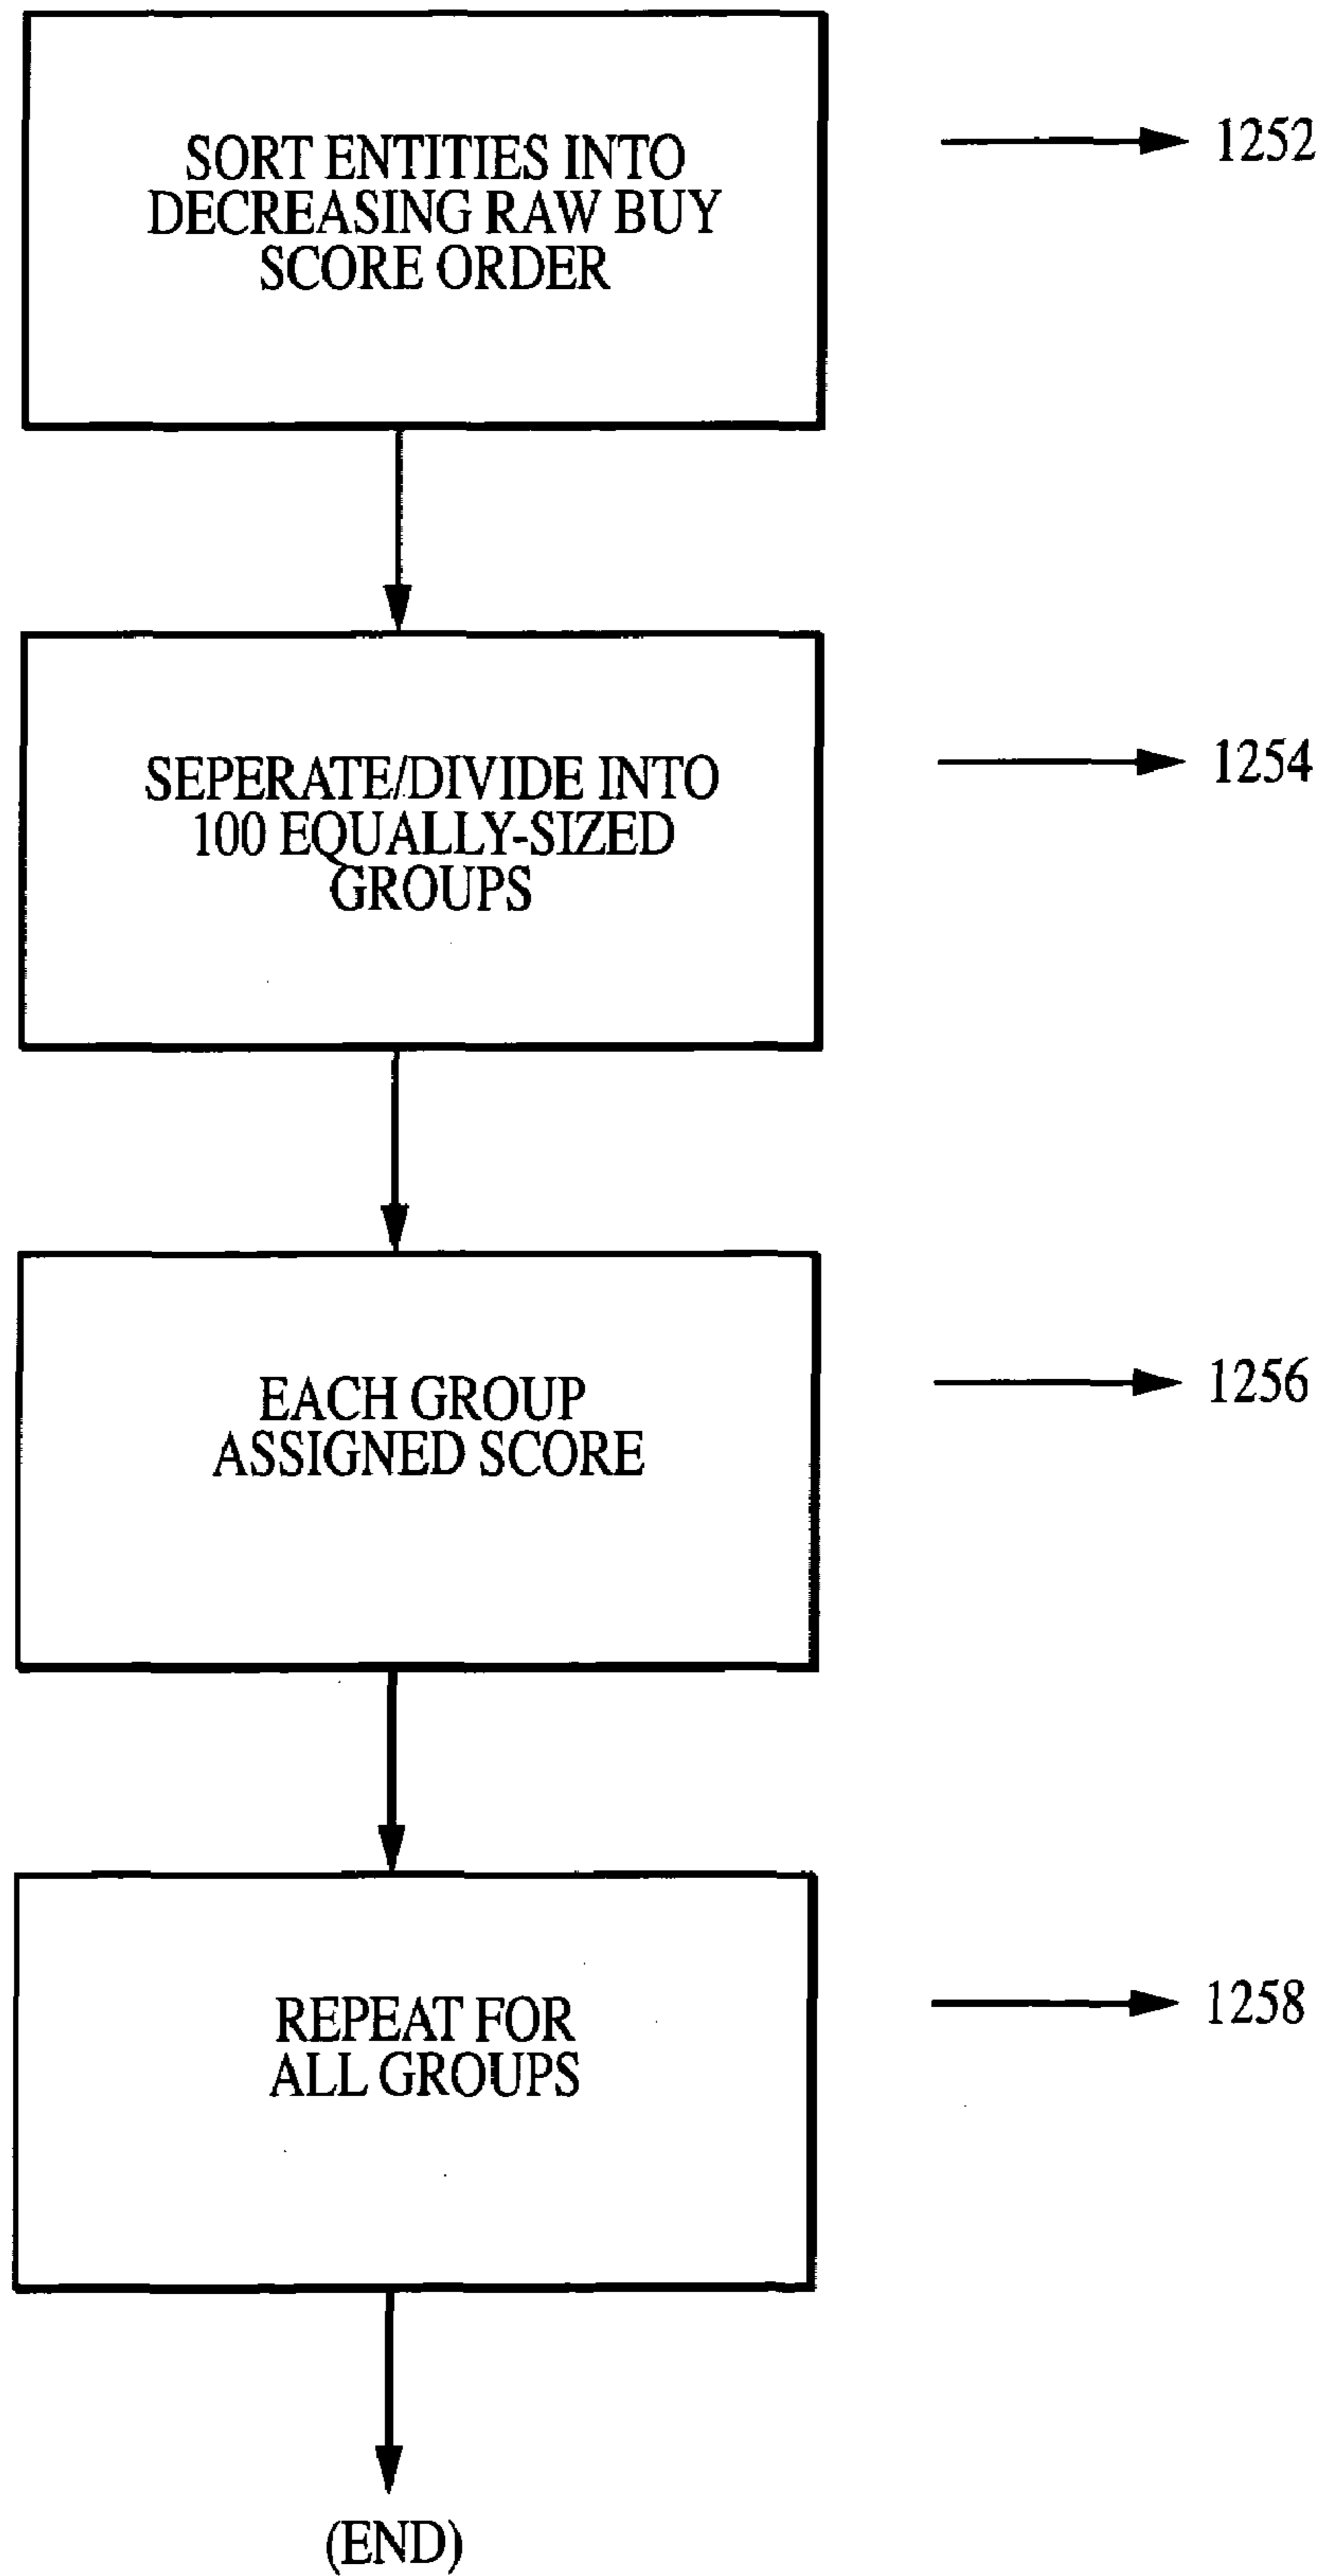 SORT ENTITIES INTO
DECREASING RAW BUY
SCORE ORDER
1252
SEPERATE/DIVIDE INTO
100 EQUALLY-SIZED
GROUPS
1254
EACH GROUP
ASSIGNED SCORE
1256
REPEAT FOR
ALL GROUPS
1258
(END)